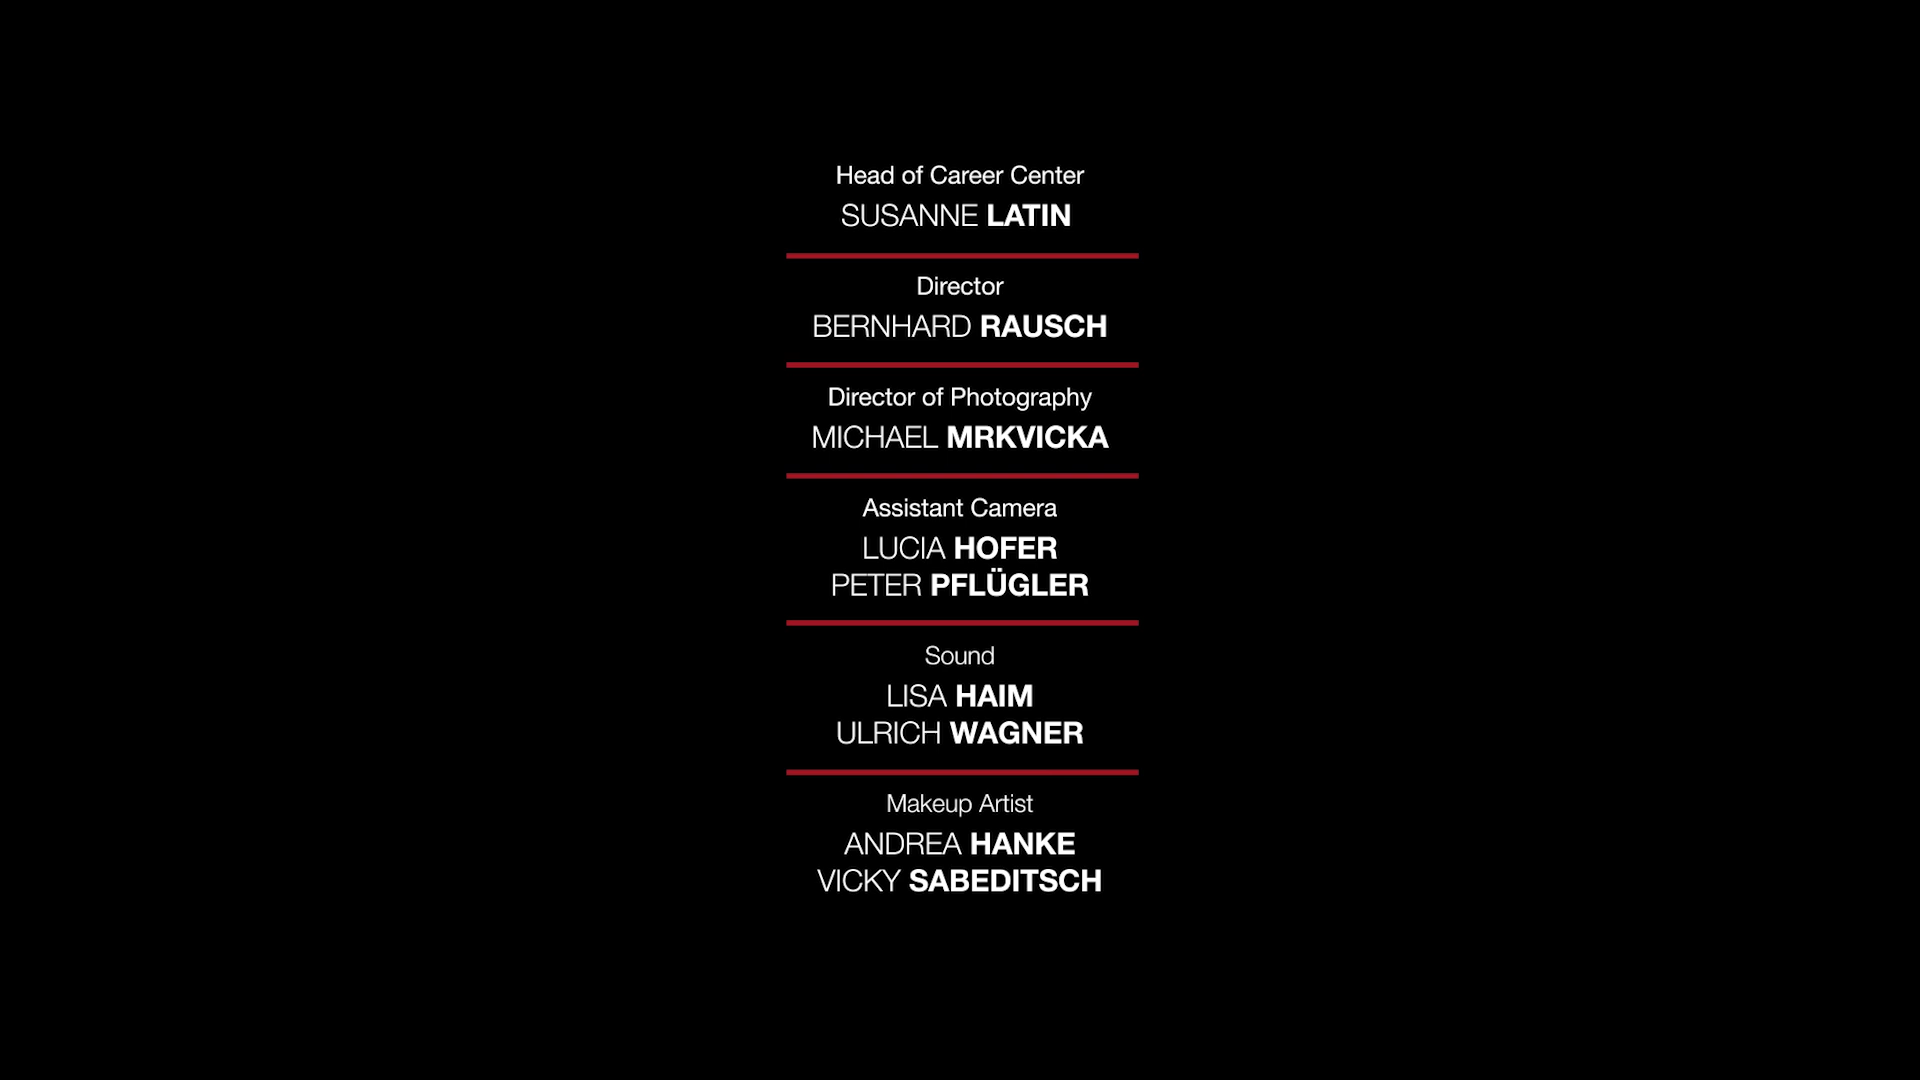 Head of Career Center
SUSANNE LATIN
Director
BERNHARD RAUSCH
Director of Photography
MICHAEL MRKVICKA
Assistant Camera
LUCIA HOFER
PETER PFLÜGLER
Sound
LISA HAIM
ULRICH WAGNER
Makeup Artist
ANDREA HANKE
VICKY SABEDITSCH